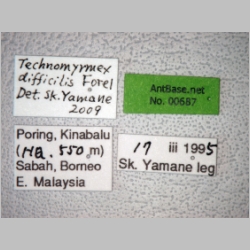 Technomyrmex
difficilis Forel
Det. Sk. Yamane
2009
AntBase.net
No. 00687
Poring, Kinabalu
(HQ. 550 m)
Sabah, Borneo
E. Malaysia
17 iii 1995
Sk. Yamane leg